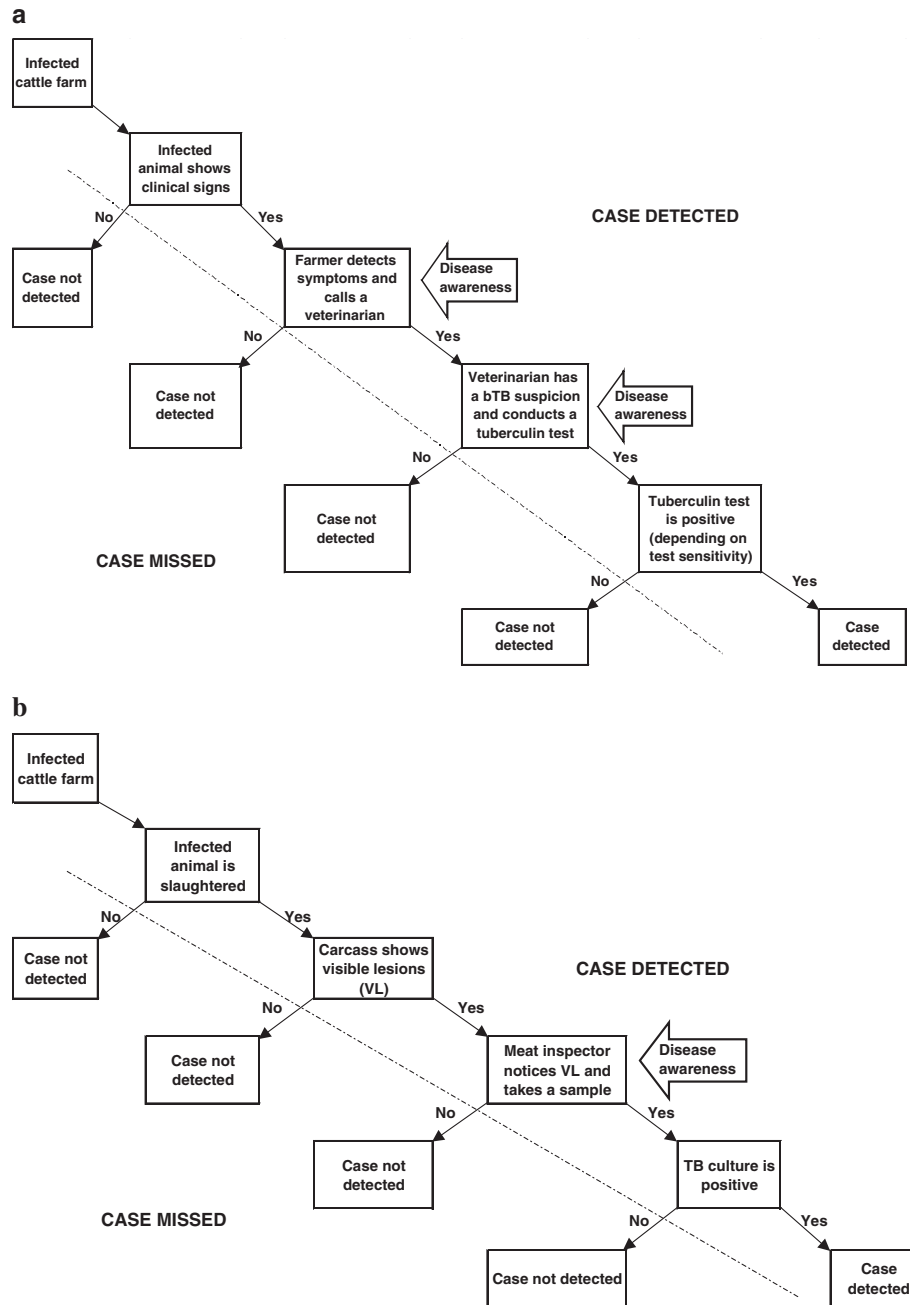 a
Infected
cattle farm
Infected
animal shows
clinical signs
No
Yes
CASE DETECTED
Case not
detected
Farmer detects
symptoms and
calls a
veterinarian
Disease
awareness
No
Yes
Case not
detected
Veterinarian has
a bTB suspicion
and conducts a
tuberculin test
Disease
awareness
No
Yes
Case not
detected
Tuberculin test
is positive
(depending on
test sensitivity)
CASE MISSED
No
Yes
Case not
detected
Case
detected
b
Infected
cattle farm
Infected
animal is
slaughtered
No
Yes
Case not
detected
Carcass shows
visible lesions
(VL)
CASE DETECTED
No
Yes
Case not
detected
Meat inspector
notices VL and
takes a sample
Disease
awareness
No
Yes
Case not
detected
TB culture is
positive
CASE MISSED
No
Yes
Case not detected
Case
detected